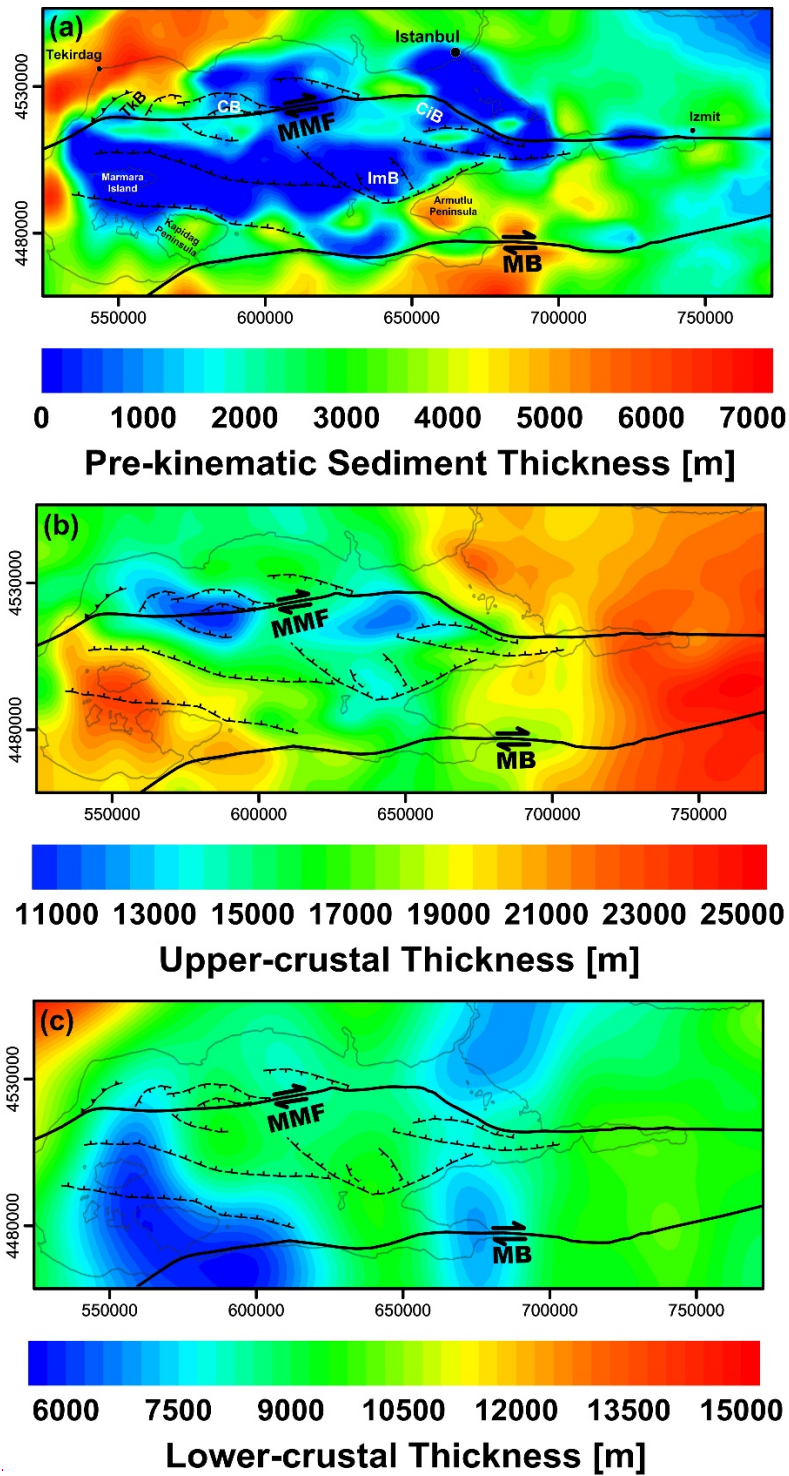 (a)
Istanbul
Tekirdag
4530000
TkB
CB
MMF
CiB
Izmit
Marmara
Island
ImB
Armutlu
Peninsula
Kapidag
Peninsula
4480000
MB
550000 600000 650000 700000 750000
0 1000 2000 3000 4000 5000 6000 7000
Pre-kinematic Sediment Thickness [m]
(b)
4530000
MMF
4480000
MB
550000 600000 650000 700000 750000
11000 13000 15000 17000 19000 21000 23000 25000
Upper-crustal Thickness [m]
(c)
4530000
MMF
4480000
MB
550000 600000 650000 700000 750000
6000 7500 9000 10500 12000 13500 15000
Lower-crustal Thickness [m]